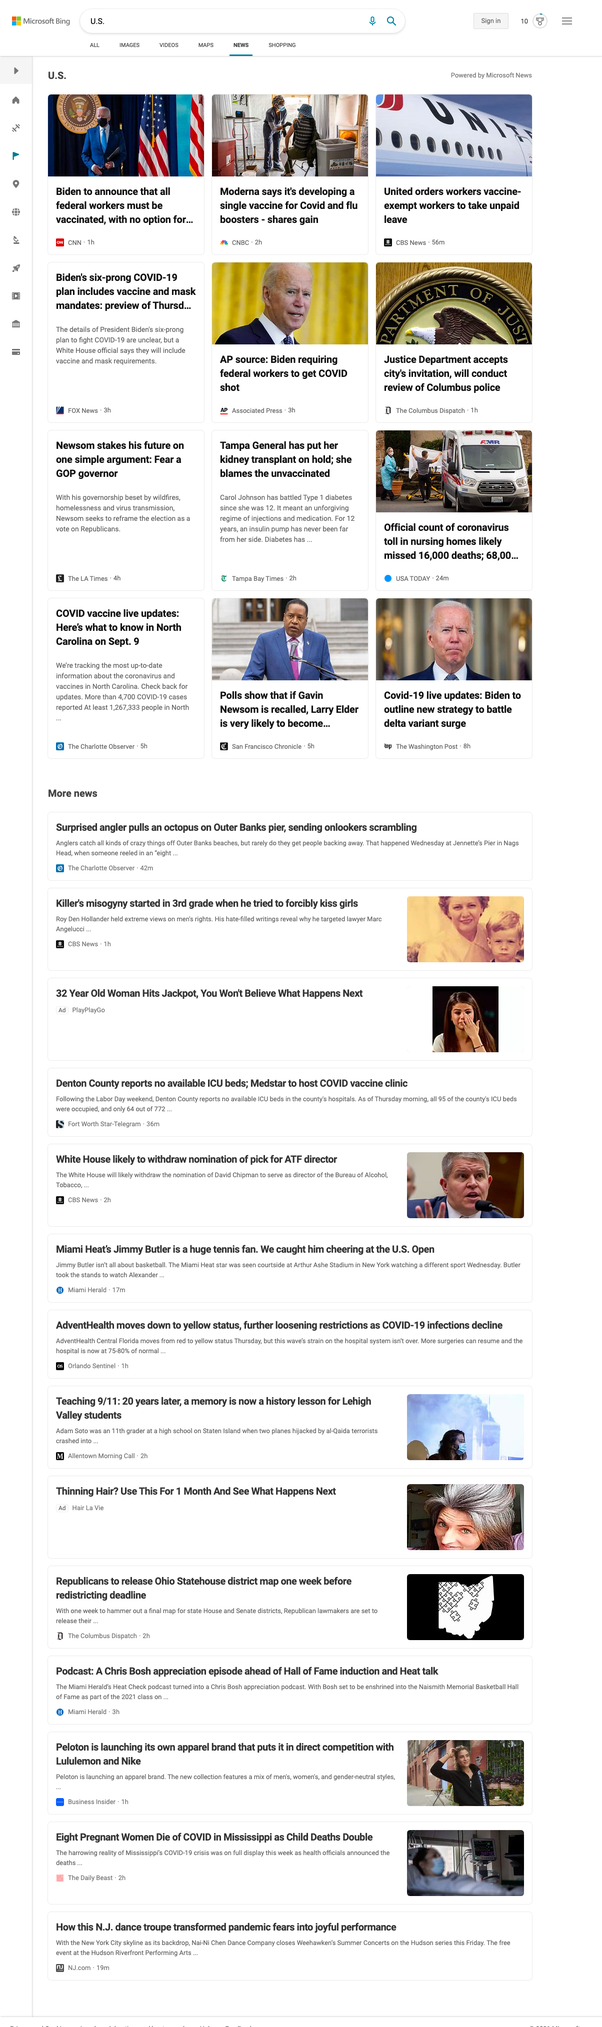 Microsoft Bing
U.S.
Sign in
10
ALL
IMAGES
VIDEOS
MAPS
NEWS
SHOPPING
U.S.
Powered by Microsoft News
Biden to announce that all
federal workers must be
vaccinated, with no option for...
CNN · 1h
Moderna says it's developing a
single vaccine for Covid and flu
boosters - shares gain
CNBC · 2h
United orders workers vaccine-
exempt workers to take unpaid
leave
CBS News · 56m
Biden's six-prong COVID-19
plan includes vaccine and mask
mandates: preview of Thursd...
The details of President Biden's six-prong
plan to fight COVID-19 are unclear, but a
White House official says they will include
vaccine and mask requirements.
FOX News · 3h
AP source: Biden requiring
federal workers to get COVID
shot
AP
Associated Press · 3h
PARTMENT OF JUST
Justice Department accepts
city's invitation, will conduct
review of Columbus police
The Columbus Dispatch · 1h
Newsom stakes his future on
one simple argument: Fear a
GOP governor
With his governorship beset by wildfires,
homelessness and virus transmission,
Newsom seeks to reframe the election as a
vote on Republicans.
The LA Times · 4h
Tampa General has put her
kidney transplant on hold; she
blames the unvaccinated
Carol Johnson has battled Type 1 diabetes
since she was 12. It meant an unforgiving
regime of injections and medication. For 12
years, an insulin pump has never been far
from her side. Diabetes has ...
Tampa Bay Times · 2h
Official count of coronavirus
toll in nursing homes likely
missed 16,000 deaths; 68,00...
USA TODAY · 24m
COVID vaccine live updates:
Here's what to know in North
Carolina on Sept. 9
We're tracking the most up-to-date
information about the coronavirus and
vaccines in North Carolina. Check back for
updates. More than 4,700 COVID-19 cases
reported At least 1,267,333 people in North
...
The Charlotte Observer · 5h
Polls show that if Gavin
Newsom is recalled, Larry Elder
is very likely to become...
San Francisco Chronicle · 5h
Covid-19 live updates: Biden to
outline new strategy to battle
delta variant surge
wp
The Washington Post · 8h
More news
Surprised angler pulls an octopus on Outer Banks pier, sending onlookers scrambling
Anglers catch all kinds of crazy things off Outer Banks beaches, but rarely do they get people backing away. That happened Wednesday at Jennette's Pier in Nags
Head, when someone reeled in an "eight ...
The Charlotte Observer · 42m
Killer's misogyny started in 3rd grade when he tried to forcibly kiss girls
Roy Den Hollander held extreme views on men's rights. His hate-filled writings reveal why he targeted lawyer Marc
Angelucci ...
CBS News · 1h
32 Year Old Woman Hits Jackpot, You Won't Believe What Happens Next
Ad PlayPlayGo
Denton County reports no available ICU beds; Medstar to host COVID vaccine clinic
Following the Labor Day weekend, Denton County reports no available ICU beds in the county's hospitals. As of Thursday morning, all 95 of the county's ICU beds
were occupied, and only 64 out of 772 ...
Fort Worth Star-Telegram · 36m
White House likely to withdraw nomination of pick for ATF director
The White House will likely withdraw the nomination of David Chipman to serve as director of the Bureau of Alcohol,
Tobacco, ...
CBS News · 2h
Miami Heat's Jimmy Butler is a huge tennis fan. We caught him cheering at the U.S. Open
Jimmy Butler isn't all about basketball. The Miami Heat star was seen courtside at Arthur Ashe Stadium in New York watching a different sport Wednesday. Butler
took the stands to watch Alexander ...
Miami Herald · 17m
AdventHealth moves down to yellow status, further loosening restrictions as COVID-19 infections decline
AdventHealth Central Florida moves from red to yellow status Thursday, but this wave's strain on the hospital system isn't over. More surgeries can resume and the
hospital is now at 75-80% of normal ...
Orlando Sentinel · 1h
Teaching 9/11: 20 years later, a memory is now a history lesson for Lehigh
Valley students
Adam Soto was an 11th grader at a high school on Staten Island when two planes hijacked by al-Qaida terrorists
crashed into ...
Allentown Morning Call · 2h
Thinning Hair? Use This For 1 Month And See What Happens Next
Ad Hair La Vie
Republicans to release Ohio Statehouse district map one week before
redistricting deadline
With one week to hammer out a final map for state House and Senate districts, Republican lawmakers are set to
release their ...
The Columbus Dispatch · 2h
Podcast: A Chris Bosh appreciation episode ahead of Hall of Fame induction and Heat talk
The Miami Herald's Heat Check podcast turned into a Chris Bosh appreciation podcast. With Bosh set to be enshrined into the Naismith Memorial Basketball Hall
of Fame as part of the 2021 class on ...
Miami Herald · 3h
Peloton is launching its own apparel brand that puts it in direct competition with
Lululemon and Nike
Peloton is launching an apparel brand. The new collection features a mix of men's, women's, and gender-neutral styles,
...
Business Insider · 1h
Eight Pregnant Women Die of COVID in Mississippi as Child Deaths Double
The harrowing reality of Mississippi's COVID-19 crisis was on full display this week as health officials announced the
deaths ...
The Daily Beast · 2h
How this N.J. dance troupe transformed pandemic fears into joyful performance
With the New York City skyline as its backdrop, Nai-Ni Chen Dance Company closes Weehawken's Summer Concerts on the Hudson series this Friday. The free
event at the Hudson Riverfront Performing Arts ...
NJ.com · 19m